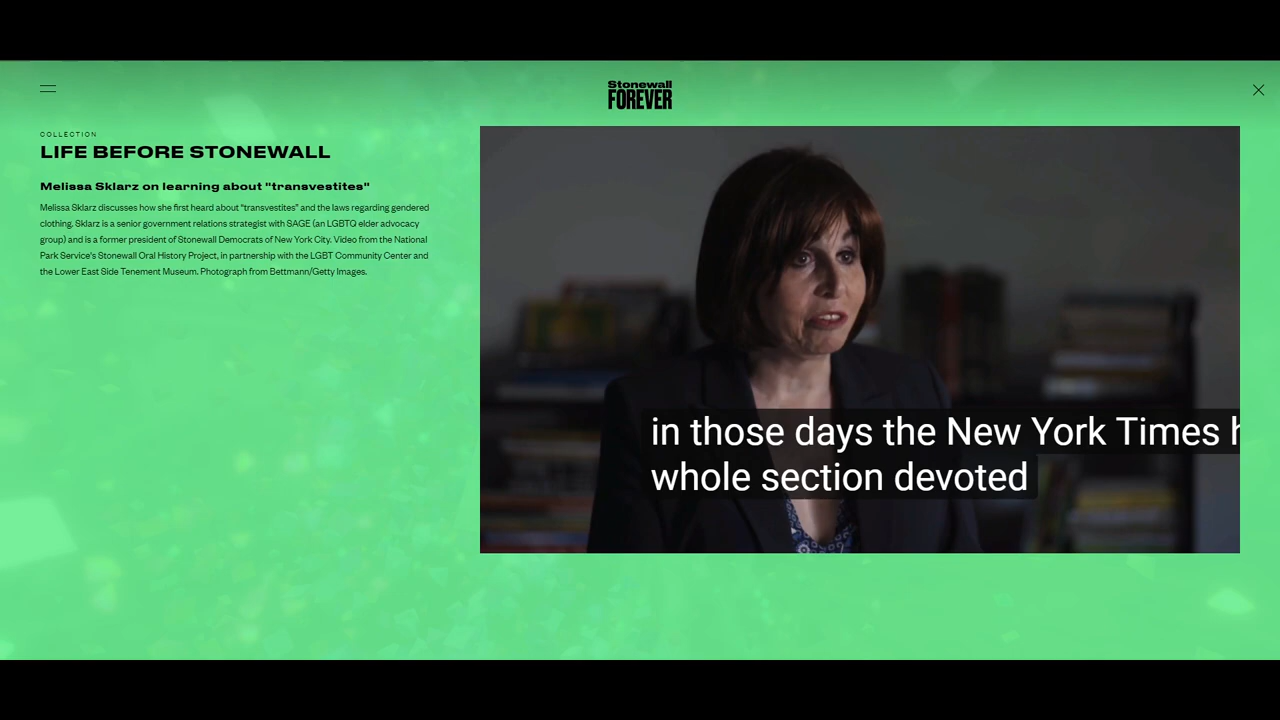 Stonewall
FOREVER
COLLECTION
LIFE BEFORE STONEWALL
Melissa Sklarz on learning about "transvestites"
Melissa Sklarz discusses how she first heard about “transvestites” and the laws regarding gendered
clothing. Sklarz is a senior government relations strategist with SAGE (an LGBTQ elder advocacy
group) and is a former president of Stonewall Democrats of New York City. Video from the National
Park Service's Stonewall Oral History Project, in partnership with the LGBT Community Center and
the Lower East Side Tenement Museum. Photograph from Bettmann/Getty Images.
in those days the New York Times
whole section devoted